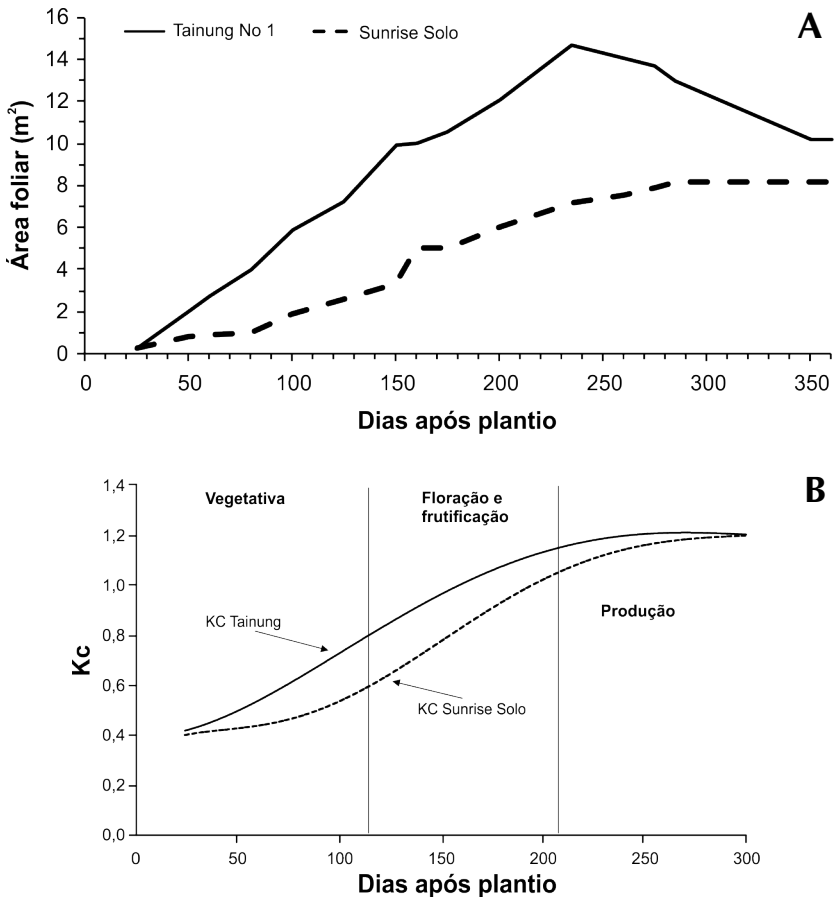 A
Tainung No 1
Sunrise Solo
Área foliar (m²)
16
14
12
10
8
6
4
2
0
0 50 100 150 200 250 300 350
Dias após plantio
B
Vegetativa
Floração e
frutificação
Produção
KC Tainung
KC Sunrise Solo
Kc
1,4
1,2
1,0
0,8
0,6
0,4
0,2
0,0
0 50 100 150 200 250 300
Dias após plantio